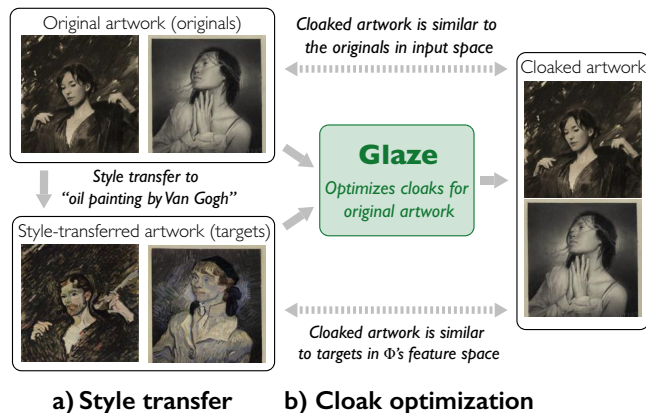 Original artwork (originals)
Cloaked artwork is similar to
the originals in input space
Cloaked artwork
Glaze
Optimizes cloaks for
original artwork
Style transfer to
“oil painting by Van Gogh”
Style-transferred artwork (targets)
Cloaked artwork is similar
to targets in Φ’s feature space
a) Style transfer
b) Cloak optimization